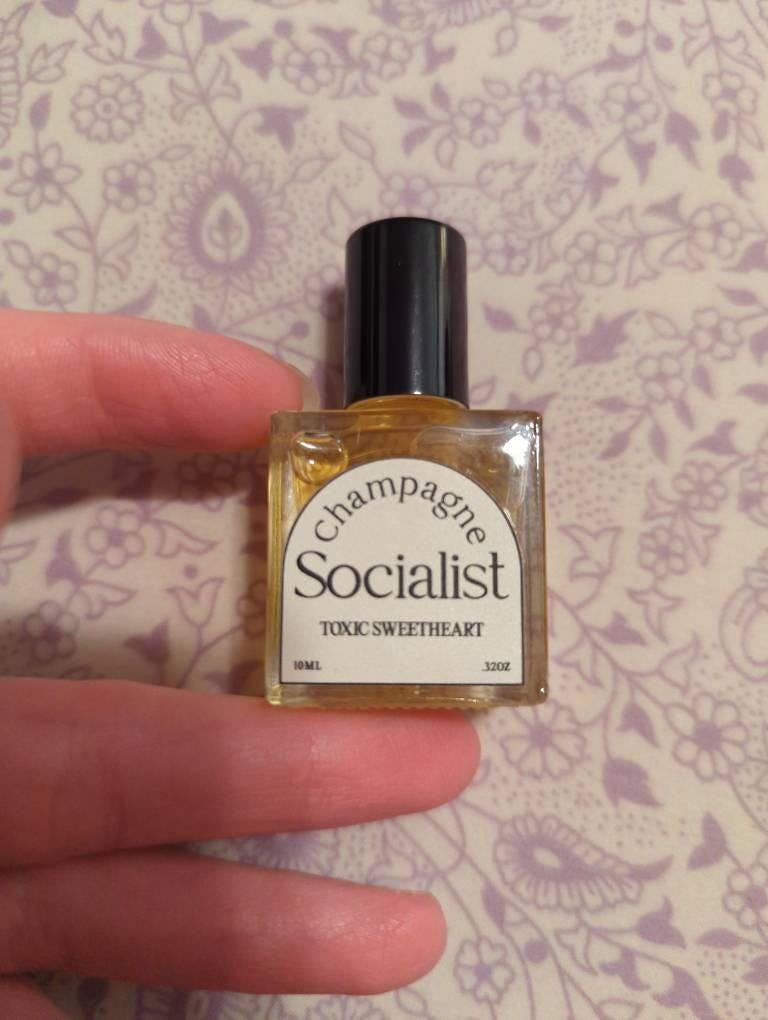 Champagne
Socialist
TOXIC SWEETHEART
10ML .32OZ